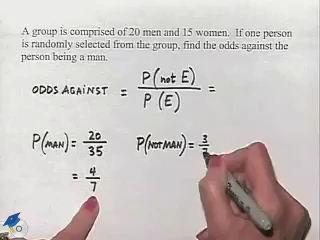 A group is comprised of 20 men and 15 women. If one person
is randomly selected from the group, find the odds against the
person being a man.
ODDS AGAINST = P(not E) / P(E) =
P(MAN) = 20/35 P(NOT MAN) = 3/7
= 4/7